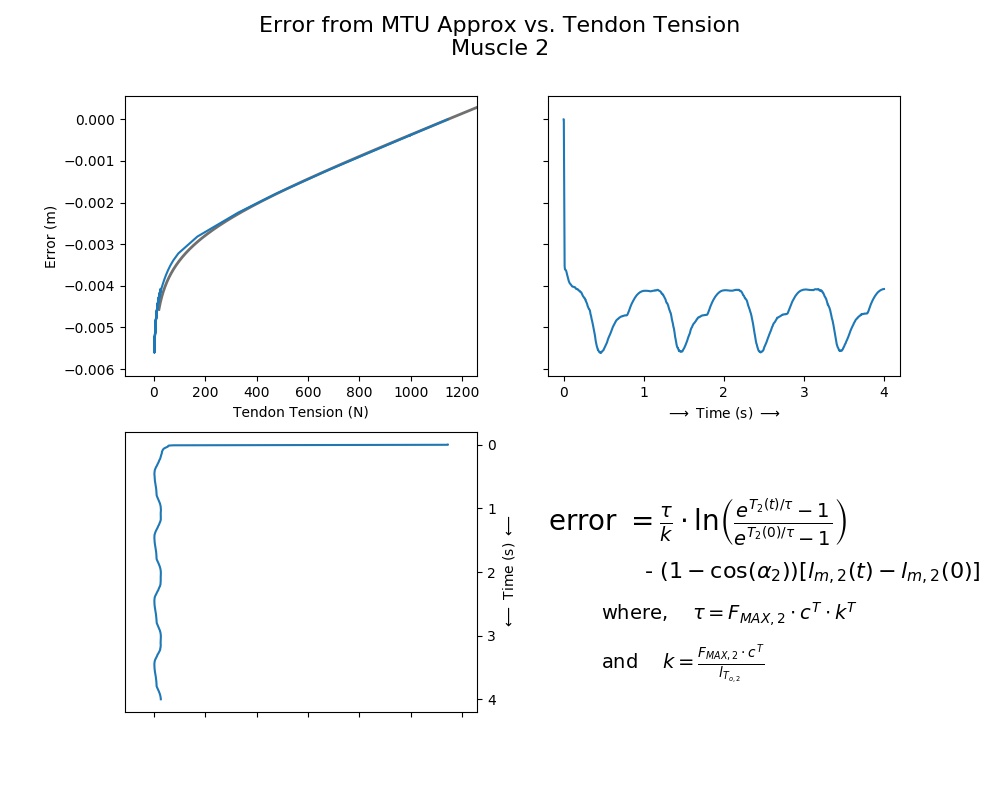 Error from MTU Approx vs. Tendon Tension
Muscle 2
0.000
−0.001
−0.002
−0.003
−0.004
−0.005
−0.006
Error (m)
0 200 400 600 800 1000 1200
Tendon Tension (N)
0 1 2 3 4
⟶ Time (s) ⟶
0
1
2
3
4
⟵ Time (s) ⟵
error = τ/k · ln((e^{T_2(t)/τ} − 1)/(e^{T_2(0)/τ} − 1))
- (1 − cos(α_2))[l_{m,2}(t) − l_{m,2}(0)]
where, τ = F_{MAX,2} · c^T · k^T
and k = (F_{MAX,2} · c^T)/(l_{T_{o,2}})